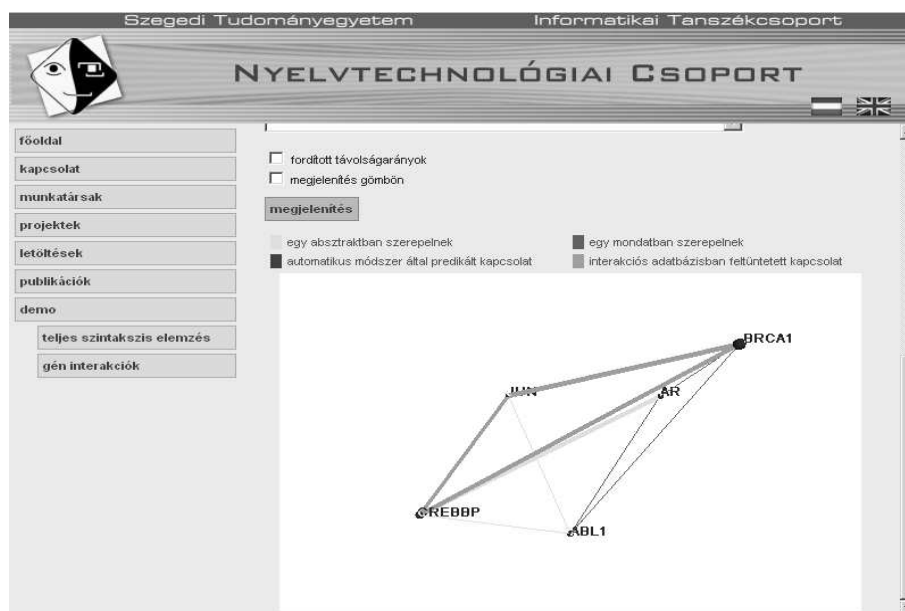 Szegedi Tudományegyetem Informatikai Tanszékcsoport
NYELVTECHNOLÓGIAI CSOPORT
főoldal
kapcsolat
munkatársak
projektek
letöltések
publikációk
demo
teljes szintakszis elemzés
gén interakciók
fordított távolságarányok
megjelenítés gömbön
megjelenítés
egy absztraktban szerepelnek egy mondatban szerepelnek
automatikus módszer által predikált kapcsolat interakciós adatbázisban feltüntetett kapcsolat
BRCA1
JUN AR
CREBBP
ABL1